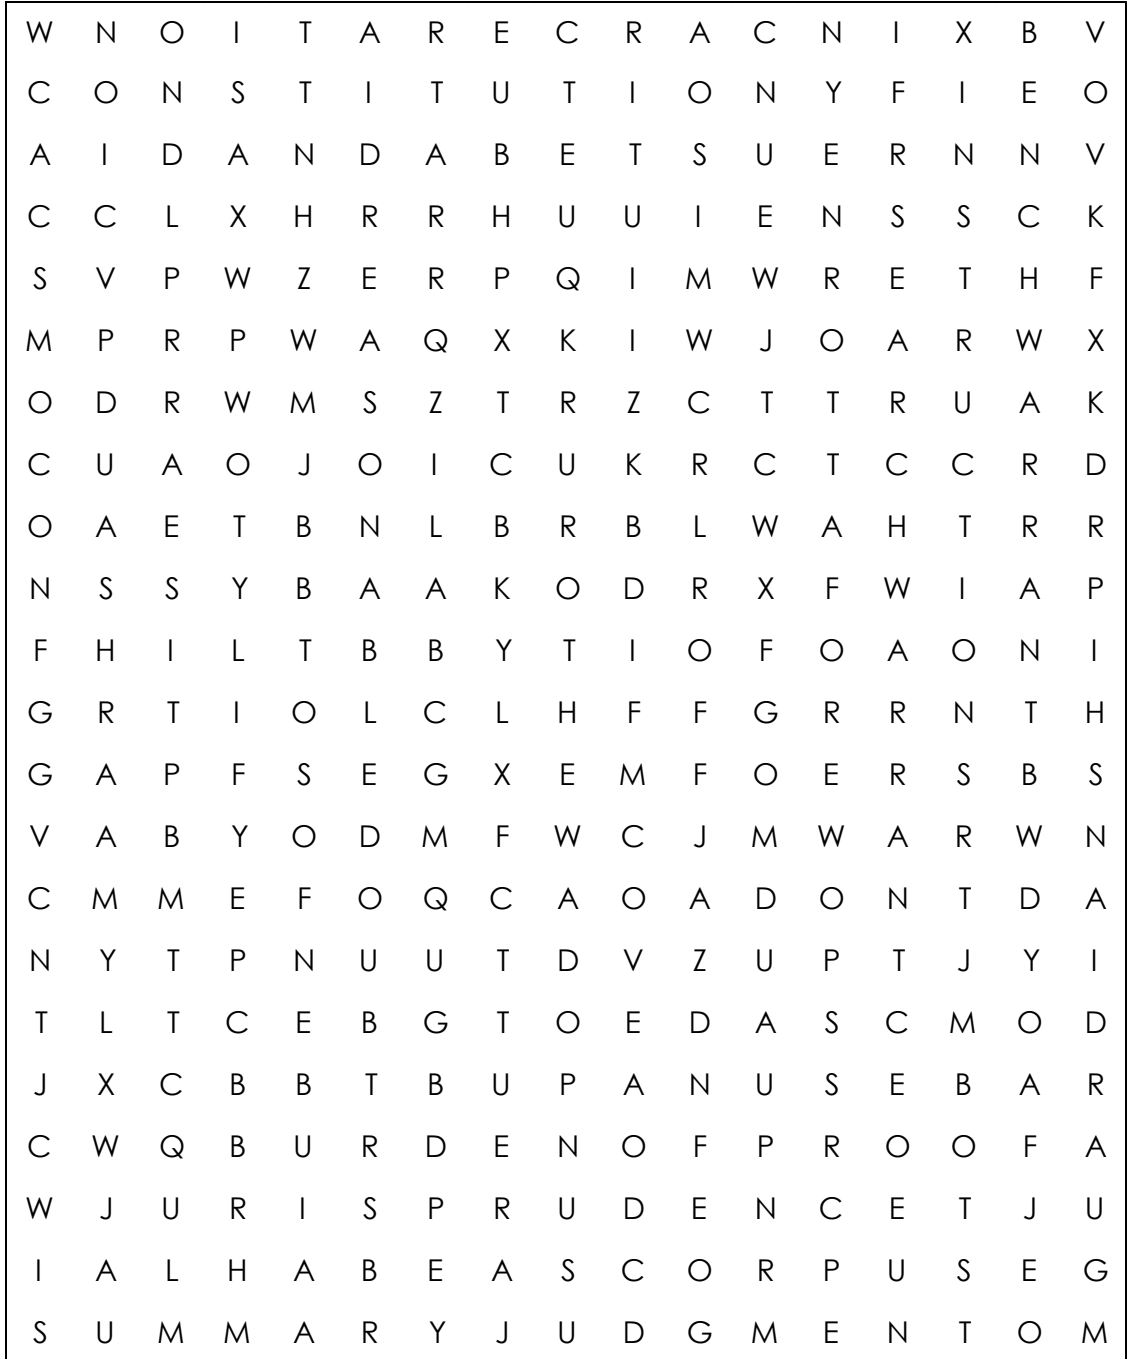 W N O I T A R E C R A C N I X B V
C O N S T I T U T I O N Y F I E O
A I D A N D A B E T S U E R N N V
C C L X H R R H U U I E N S S C K
S V P W Z E R P Q I M W R E T H F
M P R P W A Q X K I W J O A R W X
O D R W M S Z T R Z C T T R U A K
C U A O J O I C U K R C T C C R D
O A E T B N L B R B L W A H T R R
N S S Y B A A K O D R X F W I A P
F H I L T B B Y T I O F O A O N I
G R T I O L C L H F F G R R N T H
G A P F S E G X E M F O E R S B S
V A B Y O D M F W C J M W A R W N
C M M E F O Q C A O A D O N T D A
N Y T P N U U T D V Z U P T J Y I
T L T C E B G T O E D A S C M O D
J X C B B T B U P A N U S E B A R
C W Q B U R D E N O F P R O O F A
W J U R I S P R U D E N C E T J U
I A L H A B E A S C O R P U S E G
S U M M A R Y J U D G M E N T O M